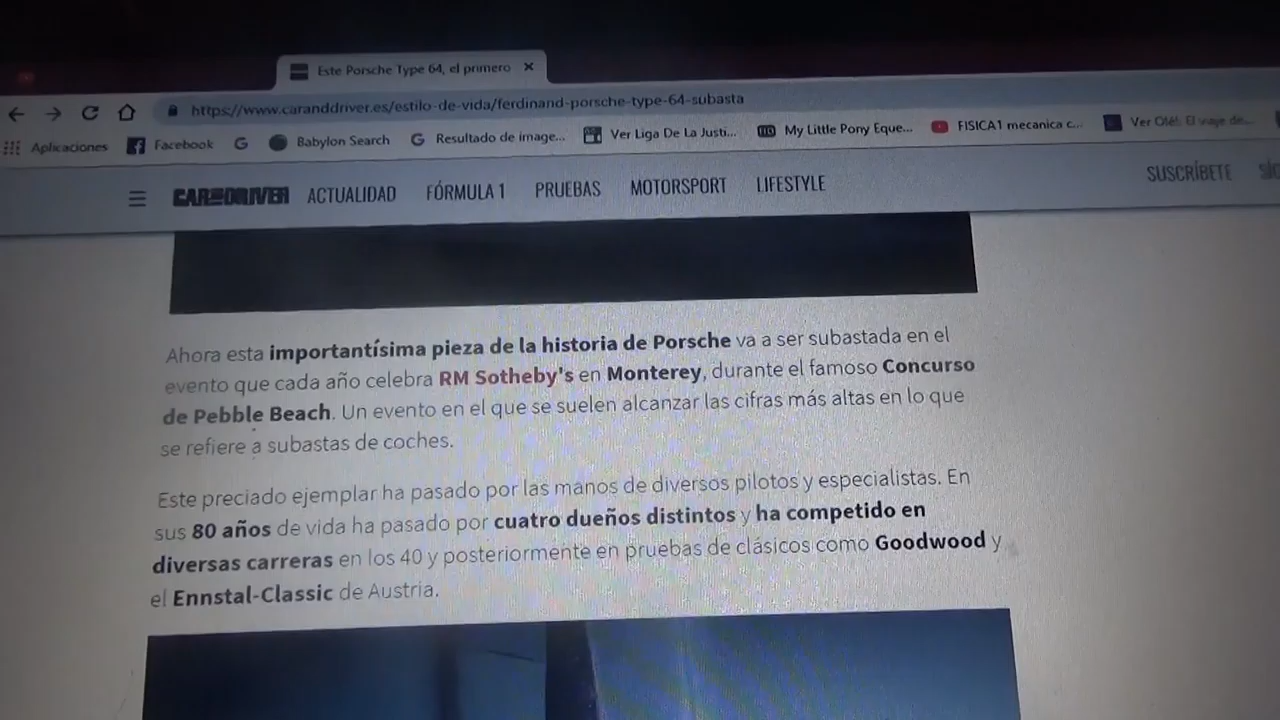 Este Porsche Type 64, el primero
https://www.caranddriver.es/estilo-de-vida/ferdinand-porsche-type-64-subasta
Aplicaciones Facebook Babylon Search Resultado de image... Ver Liga De La Justi... My Little Pony Eque... FISICA1 mecanica c... Ver Olé!: El viaje de...
CAR AND DRIVER ACTUALIDAD FÓRMULA 1 PRUEBAS MOTORSPORT LIFESTYLE SUSCRÍBETE
Ahora esta importantísima pieza de la historia de Porsche va a ser subastada en el
evento que cada año celebra RM Sotheby's en Monterey, durante el famoso Concurso
de Pebble Beach. Un evento en el que se suelen alcanzar las cifras más altas en lo que
se refiere a subastas de coches.
Este preciado ejemplar ha pasado por las manos de diversos pilotos y especialistas. En
sus 80 años de vida ha pasado por cuatro dueños distintos y ha competido en
diversas carreras en los 40 y posteriormente en pruebas de clásicos como Goodwood y
el Ennstal-Classic de Austria.